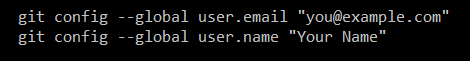 git config --global user.email "you@example.com"
git config --global user.name "Your Name"